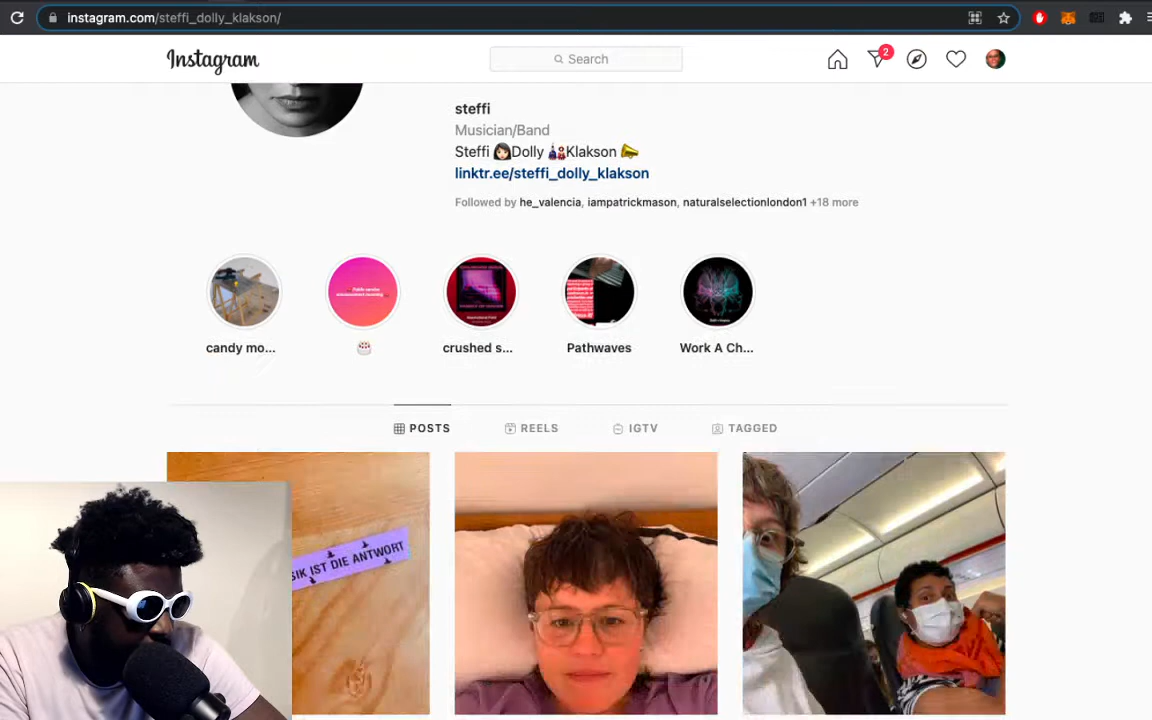 instagram.com/steffi_dolly_klakson/
Instagram
Search
2
steffi
Musician/Band
Steffi 👩🏻Dolly 🎎Klakson 📣
linktr.ee/steffi_dolly_klakson
Followed by he_valencia, iampatrickmason, naturalselectionlondon1 +18 more
candy mo...
🎂
crushed s...
Pathwaves
Work A Ch...
POSTS
REELS
IGTV
TAGGED
SIK IST DIE ANTWORT